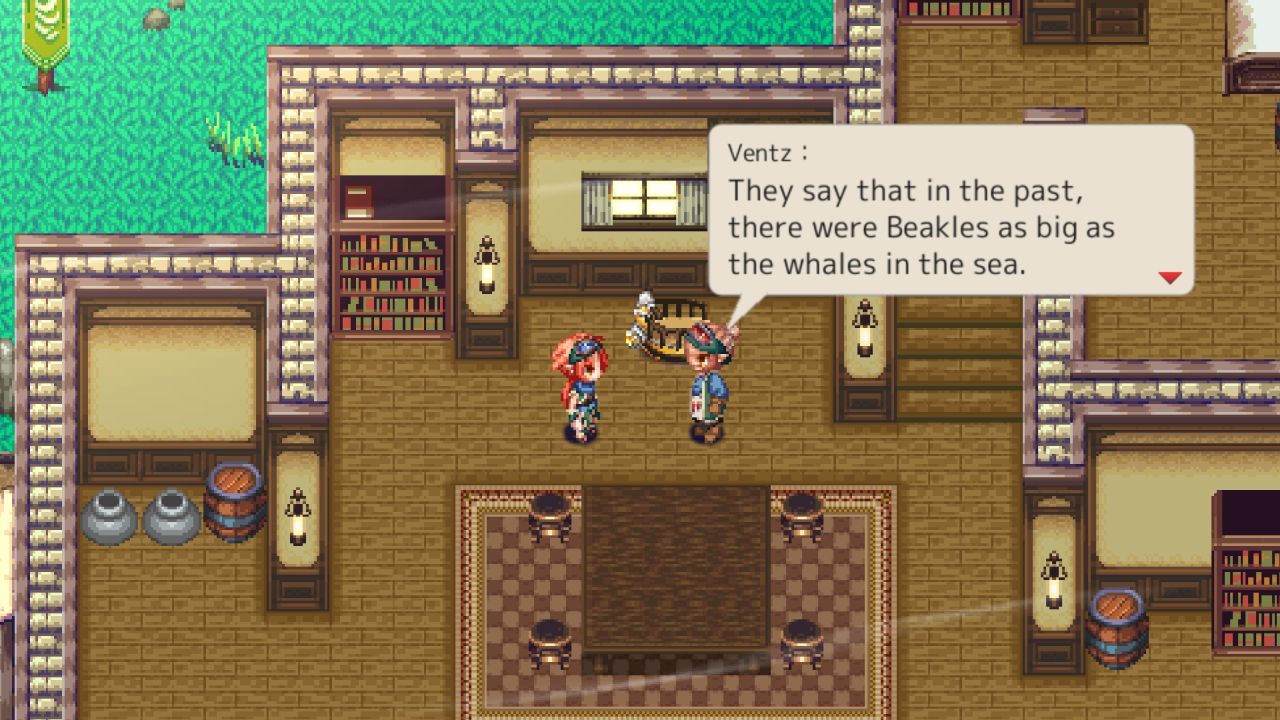 Ventz :
They say that in the past,
there were Beakles as big as
the whales in the sea.